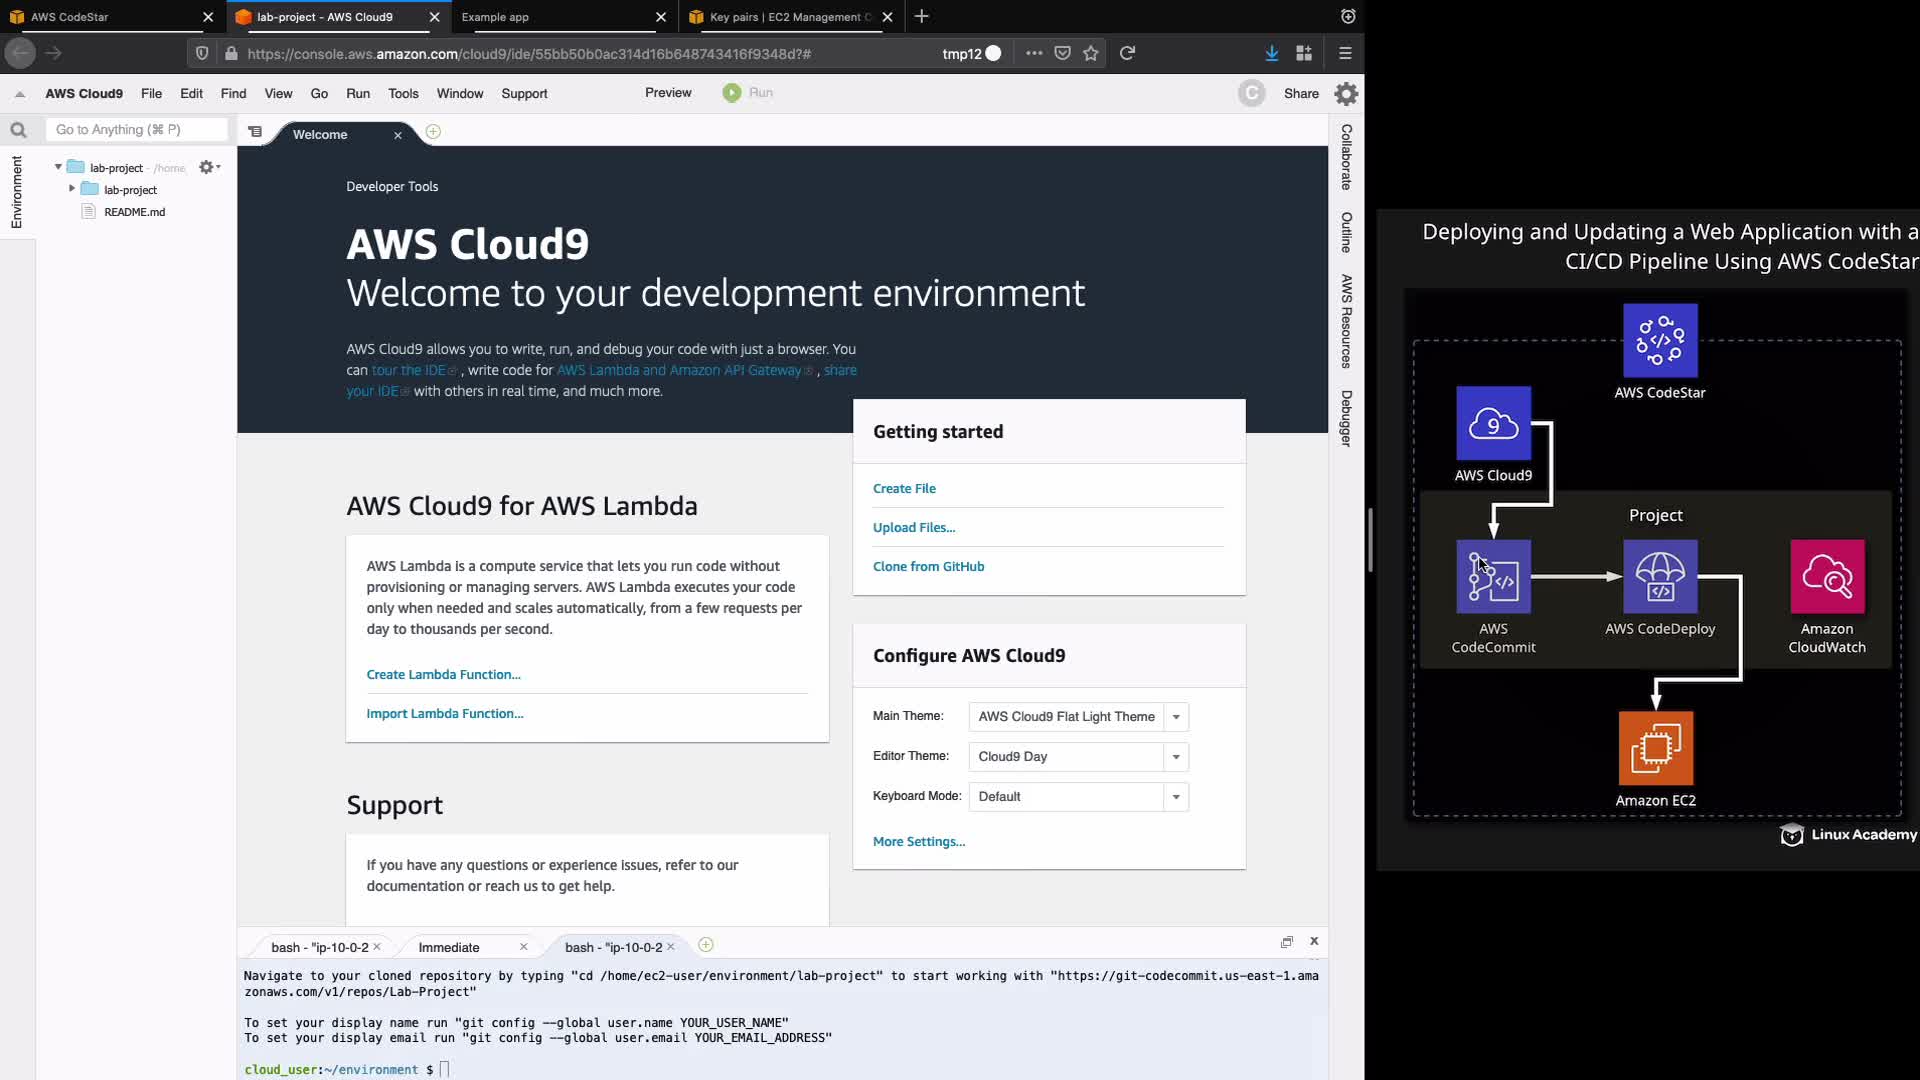 AWS CodeStar
lab-project - AWS Cloud9
Example app
Key pairs | EC2 Management C
https://console.aws.amazon.com/cloud9/ide/55bb50b0ac314d16b648743416f9348d?#
tmp12
AWS Cloud9 File Edit Find View Go Run Tools Window Support Preview Run C Share
Go to Anything (⌘ P)
Environment
lab-project - /home
lab-project
README.md
Welcome
Collaborate
Outline
AWS Resources
Debugger
Developer Tools
AWS Cloud9
Welcome to your development environment
AWS Cloud9 allows you to write, run, and debug your code with just a browser. You
can tour the IDE , write code for AWS Lambda and Amazon API Gateway , share
your IDE with others in real time, and much more.
Getting started
Create File
Upload Files...
Clone from GitHub
AWS Cloud9 for AWS Lambda
AWS Lambda is a compute service that lets you run code without
provisioning or managing servers. AWS Lambda executes your code
only when needed and scales automatically, from a few requests per
day to thousands per second.
Create Lambda Function...
Import Lambda Function...
Configure AWS Cloud9
Main Theme: AWS Cloud9 Flat Light Theme
Editor Theme: Cloud9 Day
Keyboard Mode: Default
More Settings...
Support
If you have any questions or experience issues, refer to our
documentation or reach us to get help.
bash - "ip-10-0-2
Immediate
bash - "ip-10-0-2
Navigate to your cloned repository by typing "cd /home/ec2-user/environment/lab-project" to start working with "https://git-codecommit.us-east-1.ama
zonaws.com/v1/repos/Lab-Project"
To set your display name run "git config --global user.name YOUR_USER_NAME"
To set your display email run "git config --global user.email YOUR_EMAIL_ADDRESS"
cloud_user:~/environment $
Deploying and Updating a Web Application with a
CI/CD Pipeline Using AWS CodeStar
AWS CodeStar
9
AWS Cloud9
Project
AWS
CodeCommit
AWS CodeDeploy
Amazon
CloudWatch
Amazon EC2
Linux Academy